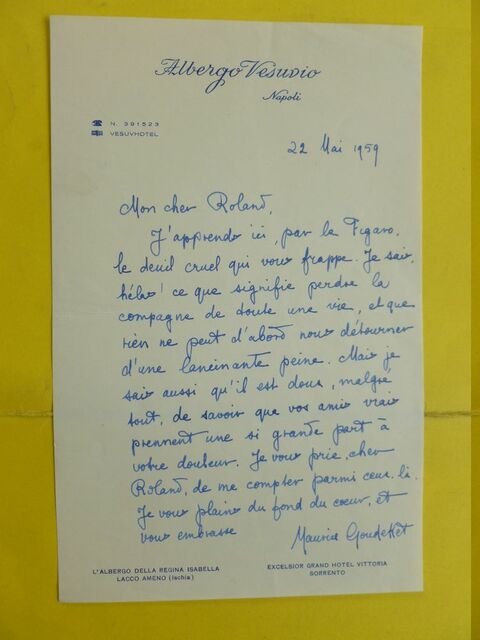 Albergo Vesuvio
Napoli
N. 391523
VESUVHOTEL
22 Mai 1959
Mon cher Roland,
J'apprends ici, par le Figaro,
le deuil cruel qui vous frappe. Je sais,
hélas! ce que signifie perdre la
compagne de toute une vie, et que
rien ne peut d'abord nous détourner
d'une lancinante peine. Mais je
sais aussi qu'il est doux, malgré
tout, de savoir que vos amis vrais
prennent une si grande part à
votre douleur. Je vous prie, cher
Roland, de me compter parmi ceux-là.
Je vous plains du fond du cœur, et
vous embrasse
Maurice Goudeket
L'ALBERGO DELLA REGINA ISABELLA
LACCO AMENO (Ischia)
EXCELSIOR GRAND HOTEL VITTORIA
SORRENTO